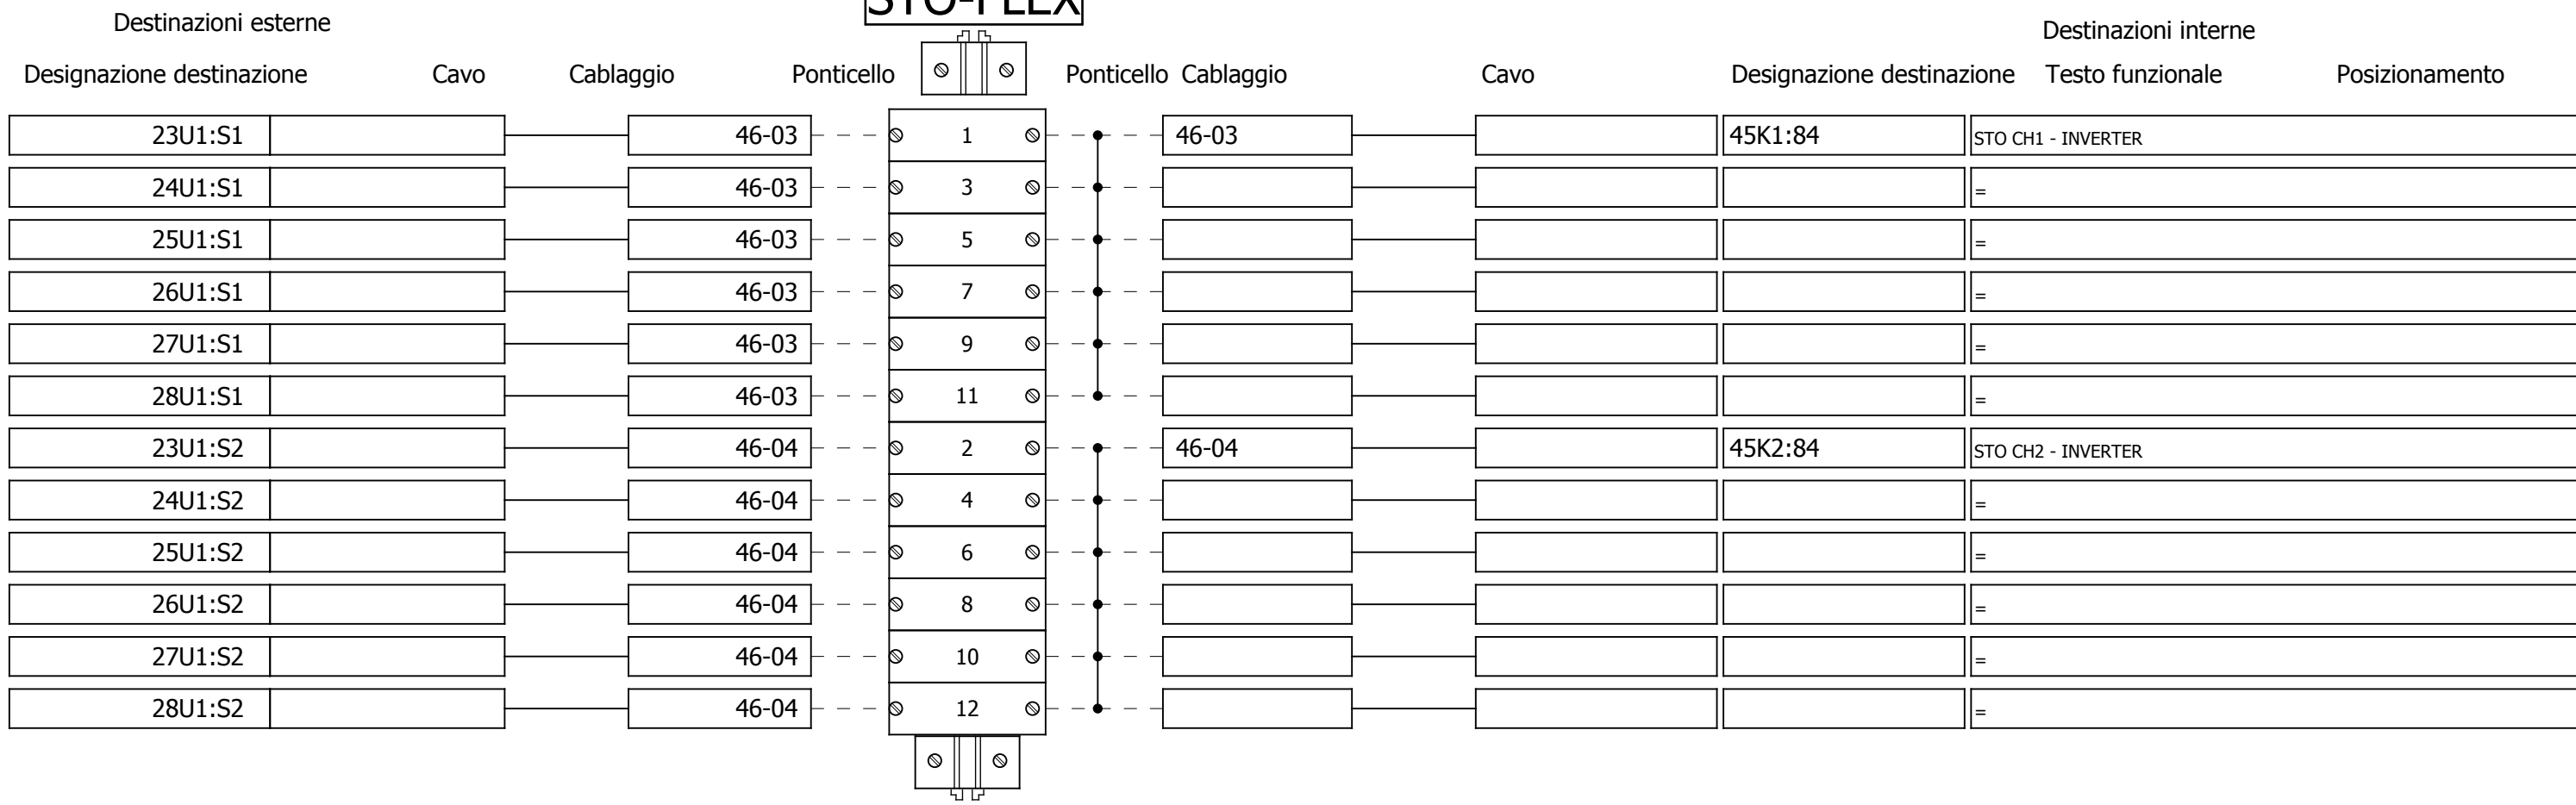 STO-FLEX
Destinazioni esterne
Destinazioni interne
Designazione destinazione Cavo Cablaggio Ponticello Ponticello Cablaggio Cavo Designazione destinazione Testo funzionale Posizionamento
23U1:S1 46-03 1 46-03 45K1:84 STO CH1 - INVERTER
24U1:S1 46-03 3 =
25U1:S1 46-03 5 =
26U1:S1 46-03 7 =
27U1:S1 46-03 9 =
28U1:S1 46-03 11 =
23U1:S2 46-04 2 46-04 45K2:84 STO CH2 - INVERTER
24U1:S2 46-04 4 =
25U1:S2 46-04 6 =
26U1:S2 46-04 8 =
27U1:S2 46-04 10 =
28U1:S2 46-04 12 =